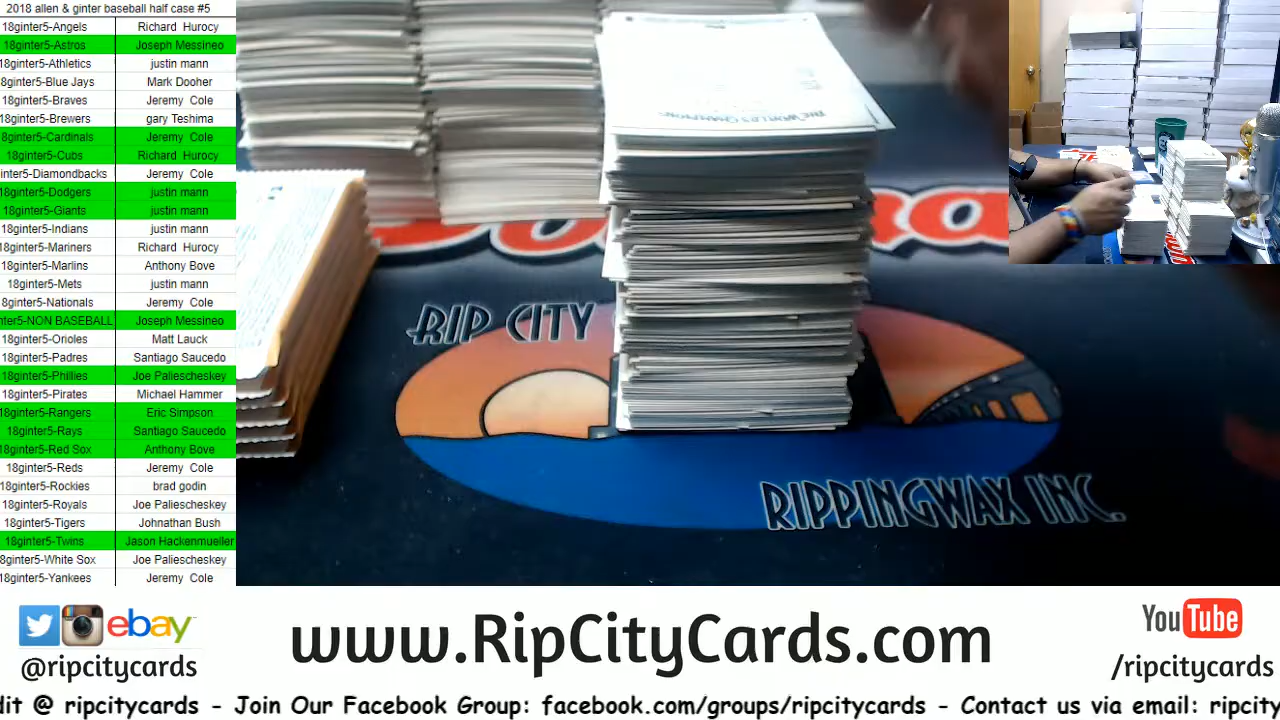 2018 allen & ginter baseball half case #5
18ginter5-Angels Richard Hurocy
18ginter5-Astros Joseph Messineo
18ginter5-Athletics justin mann
8ginter5-Blue Jays Mark Dooher
18ginter5-Braves Jeremy Cole
18ginter5-Brewers gary Teshima
8ginter5-Cardinals Jeremy Cole
18ginter5-Cubs Richard Hurocy
inter5-Diamondbacks Jeremy Cole
18ginter5-Dodgers justin mann
18ginter5-Giants justin mann
18ginter5-Indians justin mann
18ginter5-Mariners Richard Hurocy
18ginter5-Marlins Anthony Bove
18ginter5-Mets justin mann
8ginter5-Nationals Jeremy Cole
nter5-NON BASEBALL Joseph Messineo
18ginter5-Orioles Matt Lauck
18ginter5-Padres Santiago Saucedo
18ginter5-Phillies Joe Paliescheskey
18ginter5-Pirates Michael Hammer
18ginter5-Rangers Eric Simpson
18ginter5-Rays Santiago Saucedo
18ginter5-Red Sox Anthony Bove
18ginter5-Reds Jeremy Cole
18ginter5-Rockies brad godin
18ginter5-Royals Joe Paliescheskey
18ginter5-Tigers Johnathan Bush
18ginter5-Twins Jason Hackenmueller
8ginter5-White Sox Joe Paliescheskey
18ginter5-Yankees Jeremy Cole
THE WORLD'S CHAMPIONS
RIP CITY
RIPPINGWAX INC.
ebay
@ripcitycards
www.RipCityCards.com
YouTube
/ripcitycards
dit @ ripcitycards - Join Our Facebook Group: facebook.com/groups/ripcitycards - Contact us via email: ripcity